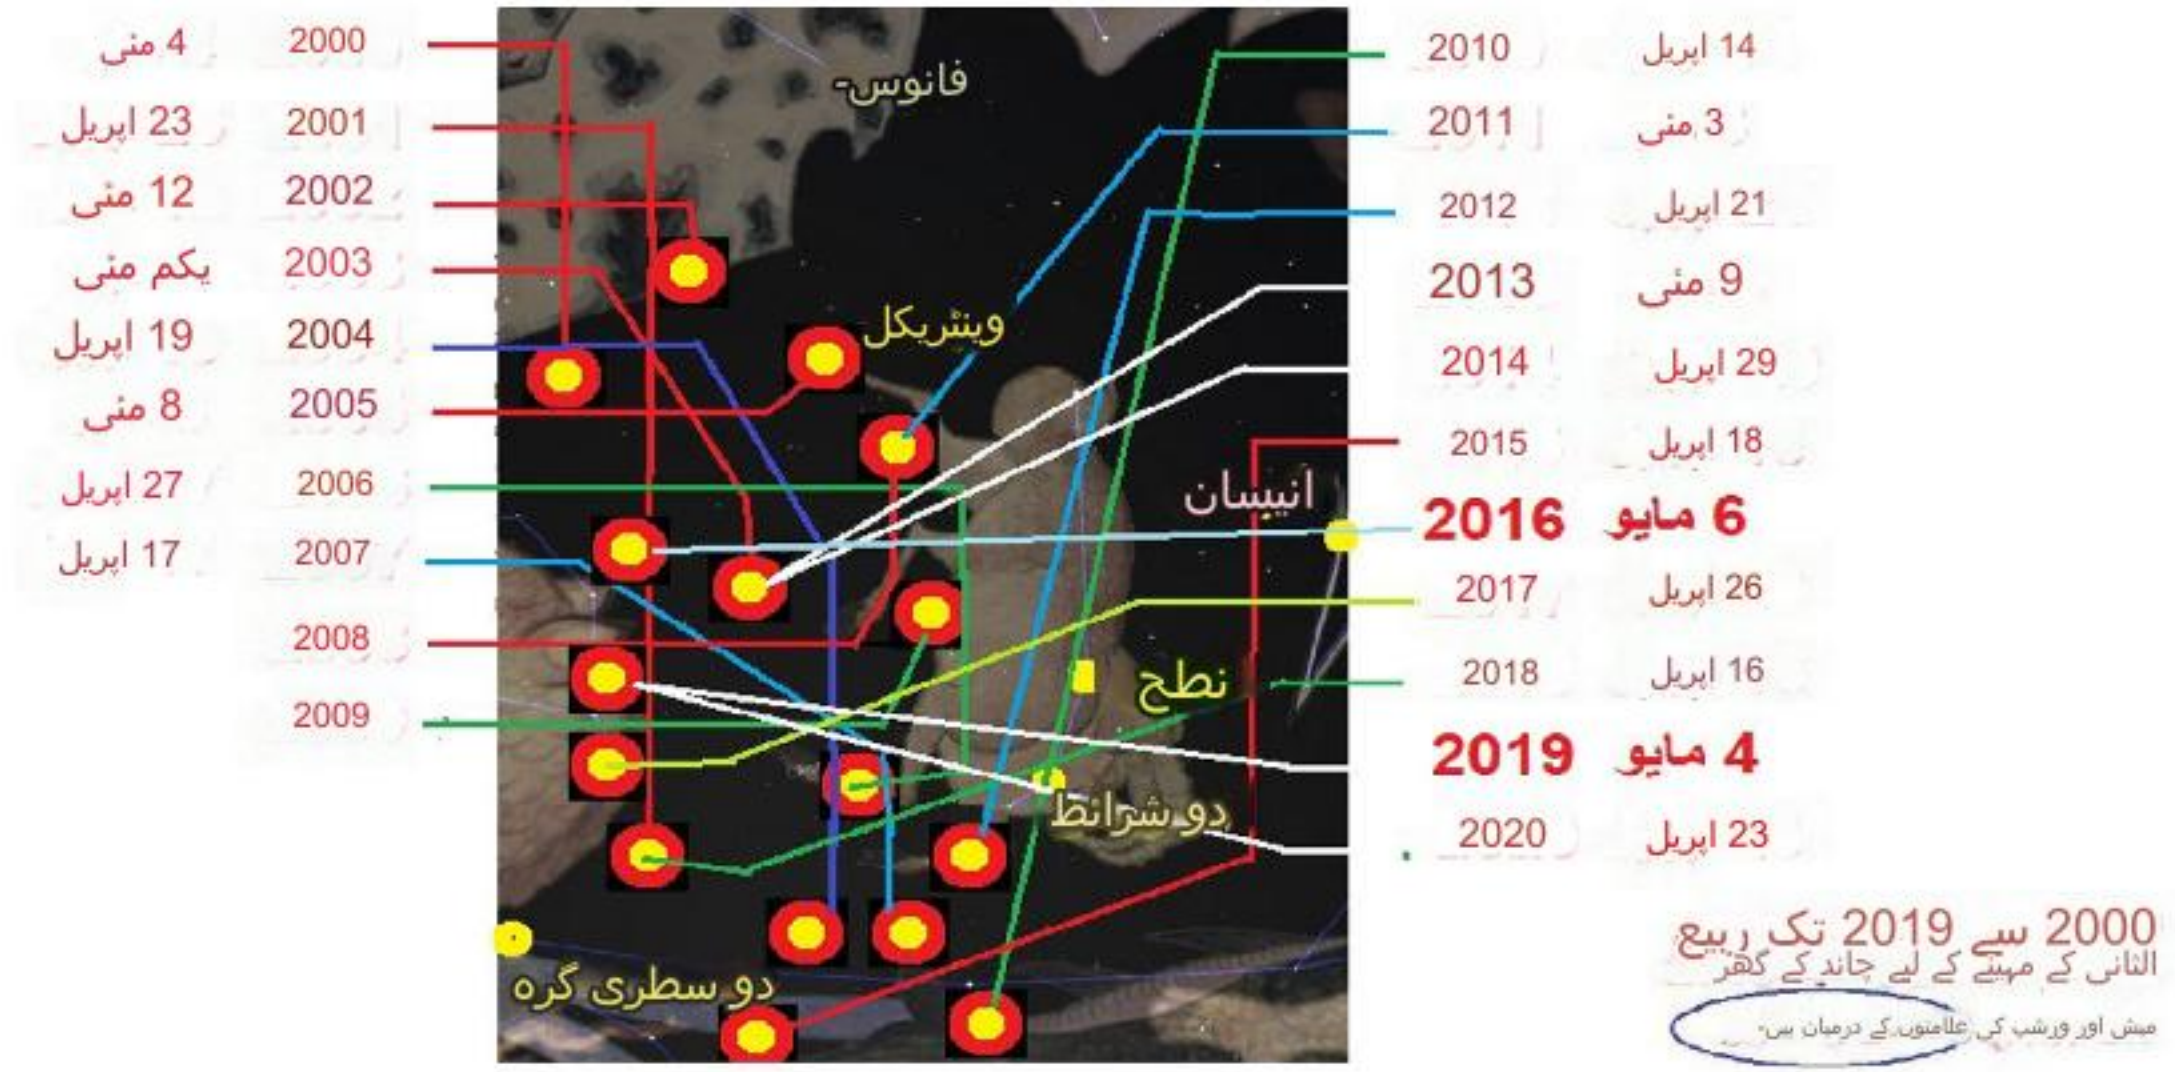 4 مئی 2000
23 اپریل 2001
12 مئی 2002
یکم مئی 2003
19 اپریل 2004
8 مئی 2005
27 اپریل 2006
17 اپریل 2007
2008
2009
فانوس-
وینٹریکل
انیسان
نطح
دو شرائط
دو سطری گرہ
2010 14 اپریل
2011 3 مئی
2012 21 اپریل
2013 9 مئی
2014 29 اپریل
2015 18 اپریل
2016 6 مايو
2017 26 اپریل
2018 16 اپریل
2019 4 مايو
2020 23 اپریل
2000 سے 2019 تک ربیع
الثانی کے مہینے کے لیے چاند کے گھر
میش اور ورشب کی علامتوں کے درمیان ہیں-